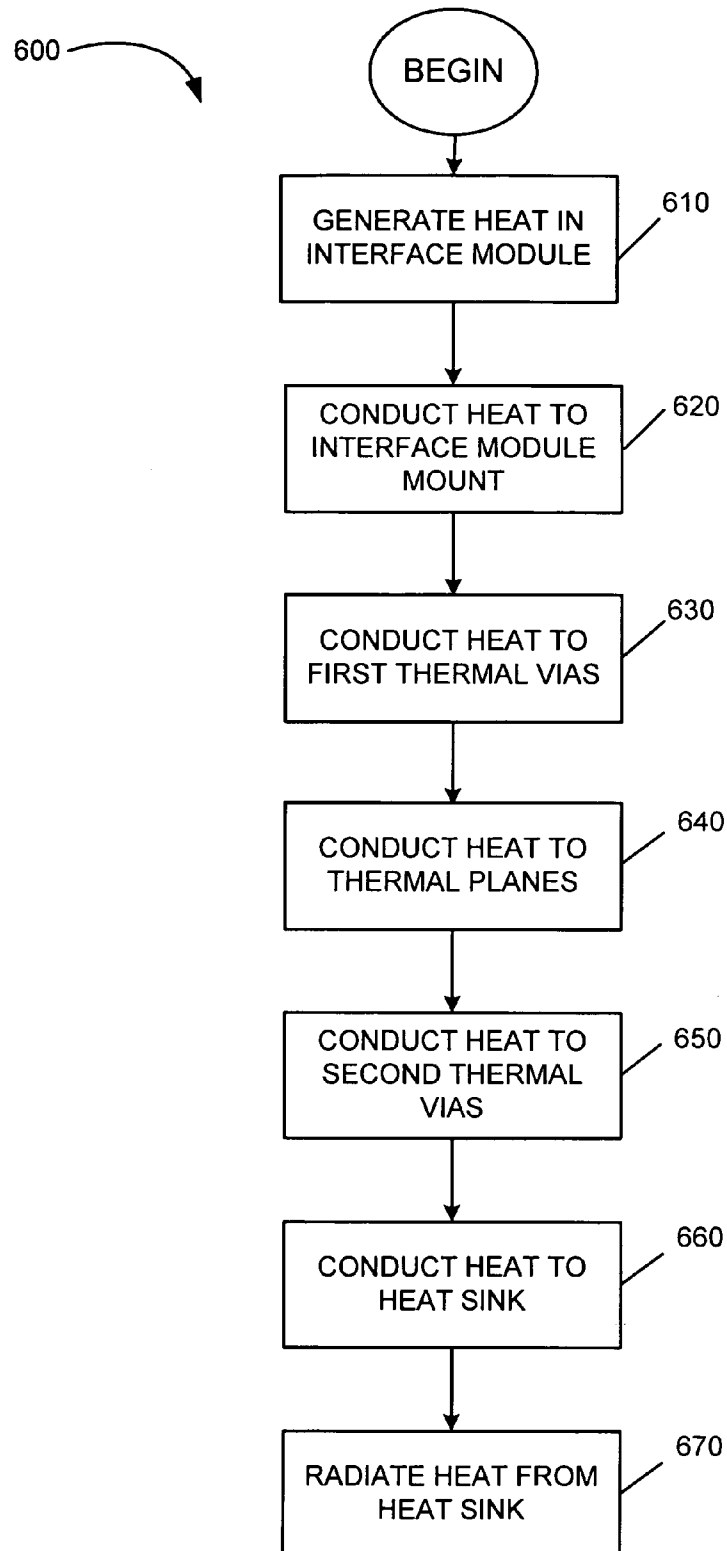 600
BEGIN
GENERATE HEAT IN
INTERFACE MODULE
610
CONDUCT HEAT TO
INTERFACE MODULE
MOUNT
620
CONDUCT HEAT TO
FIRST THERMAL VIAS
630
CONDUCT HEAT TO
THERMAL PLANES
640
CONDUCT HEAT TO
SECOND THERMAL
VIAS
650
CONDUCT HEAT TO
HEAT SINK
660
RADIATE HEAT FROM
HEAT SINK
670